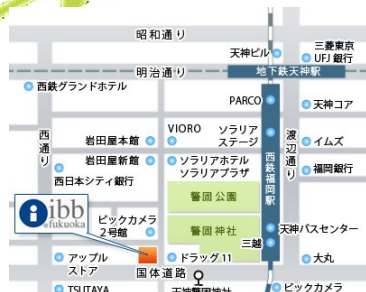 昭和通り
天神ビル
三菱東京
UFJ 銀行
明治通り
地下鉄天神駅
西鉄グランドホテル
PARCO
天神コア
西通り
岩田屋本館
VIORO
ソラリア
ステージ
渡辺通り
イムズ
岩田屋新館
ソラリアホテル
ソラリアプラザ
西鉄福岡駅
福岡銀行
西日本シティ銀行
警固公園
ibb
fukuoka
ビックカメラ
2号館
警固神社
天神バスセンター
三越
アップル
ストア
ドラッグ11
大丸
国体道路
TSUTAYA
ビックカメラ